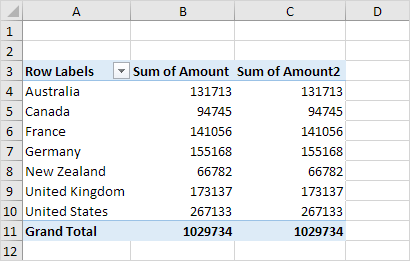 A B C D
1
2
3 Row Labels Sum of Amount Sum of Amount2
4 Australia 131713 131713
5 Canada 94745 94745
6 France 141056 141056
7 Germany 155168 155168
8 New Zealand 66782 66782
9 United Kingdom 173137 173137
10 United States 267133 267133
11 Grand Total 1029734 1029734
12